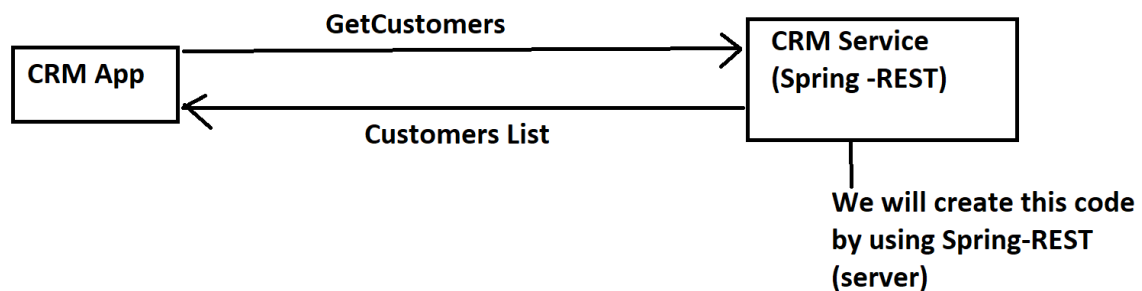 GetCustomers
CRM App
CRM Service
(Spring -REST)
Customers List
We will create this code
by using Spring-REST
(server)